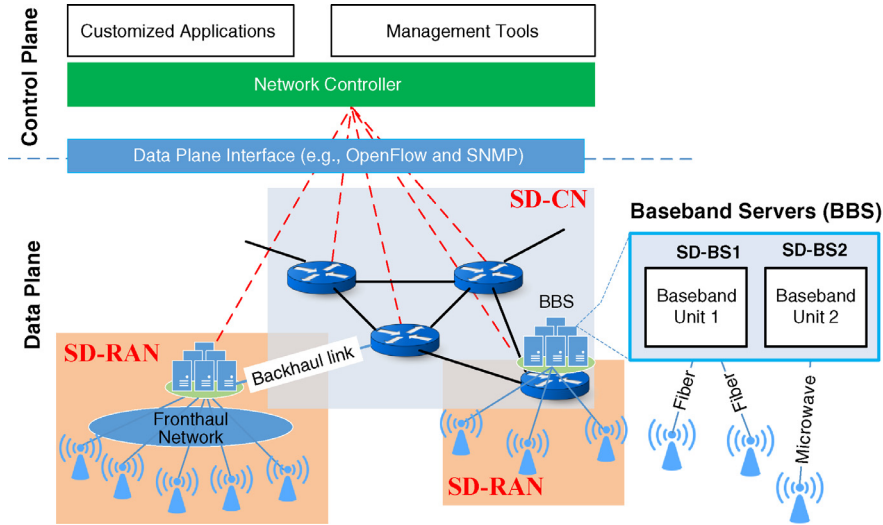 Control Plane
Customized Applications
Management Tools
Network Controller
Data Plane Interface (e.g., OpenFlow and SNMP)
Data Plane
SD-CN
Baseband Servers (BBS)
SD-BS1
SD-BS2
Baseband
Unit 1
Baseband
Unit 2
BBS
SD-RAN
Backhaul link
Fronthaul
Network
SD-RAN
Fiber
Fiber
Microwave